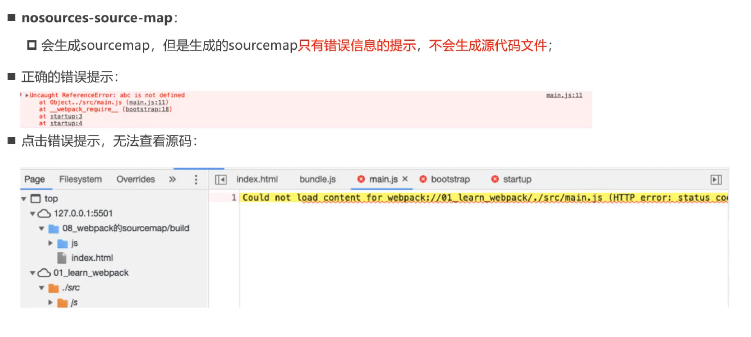 nosources-source-map：
会生成sourcemap，但是生成的sourcemap只有错误信息的提示，不会生成源代码文件；
正确的错误提示：
Uncaught ReferenceError: abc is not defined main.js:11
at Object../src/main.js (main.js:11)
at __webpack_require__ (bootstrap:18)
at startup:3
at startup:4
点击错误提示，无法查看源码：
Page Filesystem Overrides » index.html bundle.js main.js × bootstrap startup
top
1 Could not load content for webpack://01_learn_webpack/./src/main.js (HTTP error: status co
127.0.0.1:5501
08_webpack的sourcemap/build
js
index.html
01_learn_webpack
./src
js